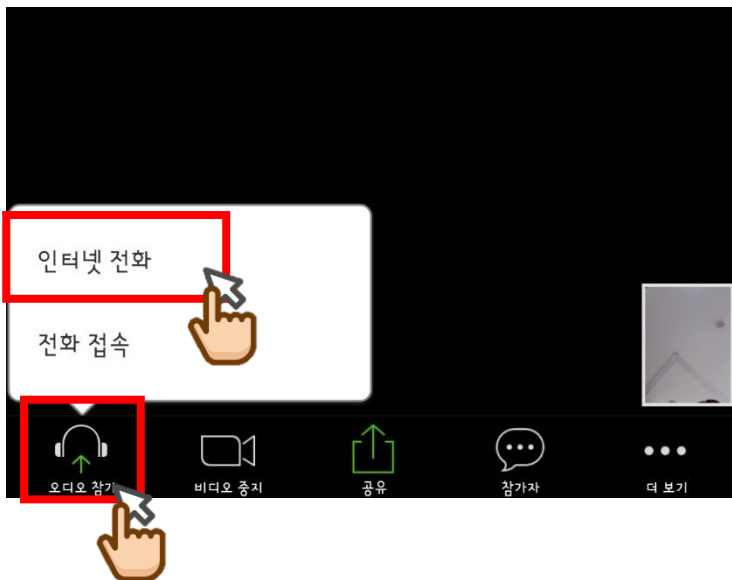 인터넷 전화
전화 접속
오디오 참가
비디오 중지
공유
참가자
더 보기